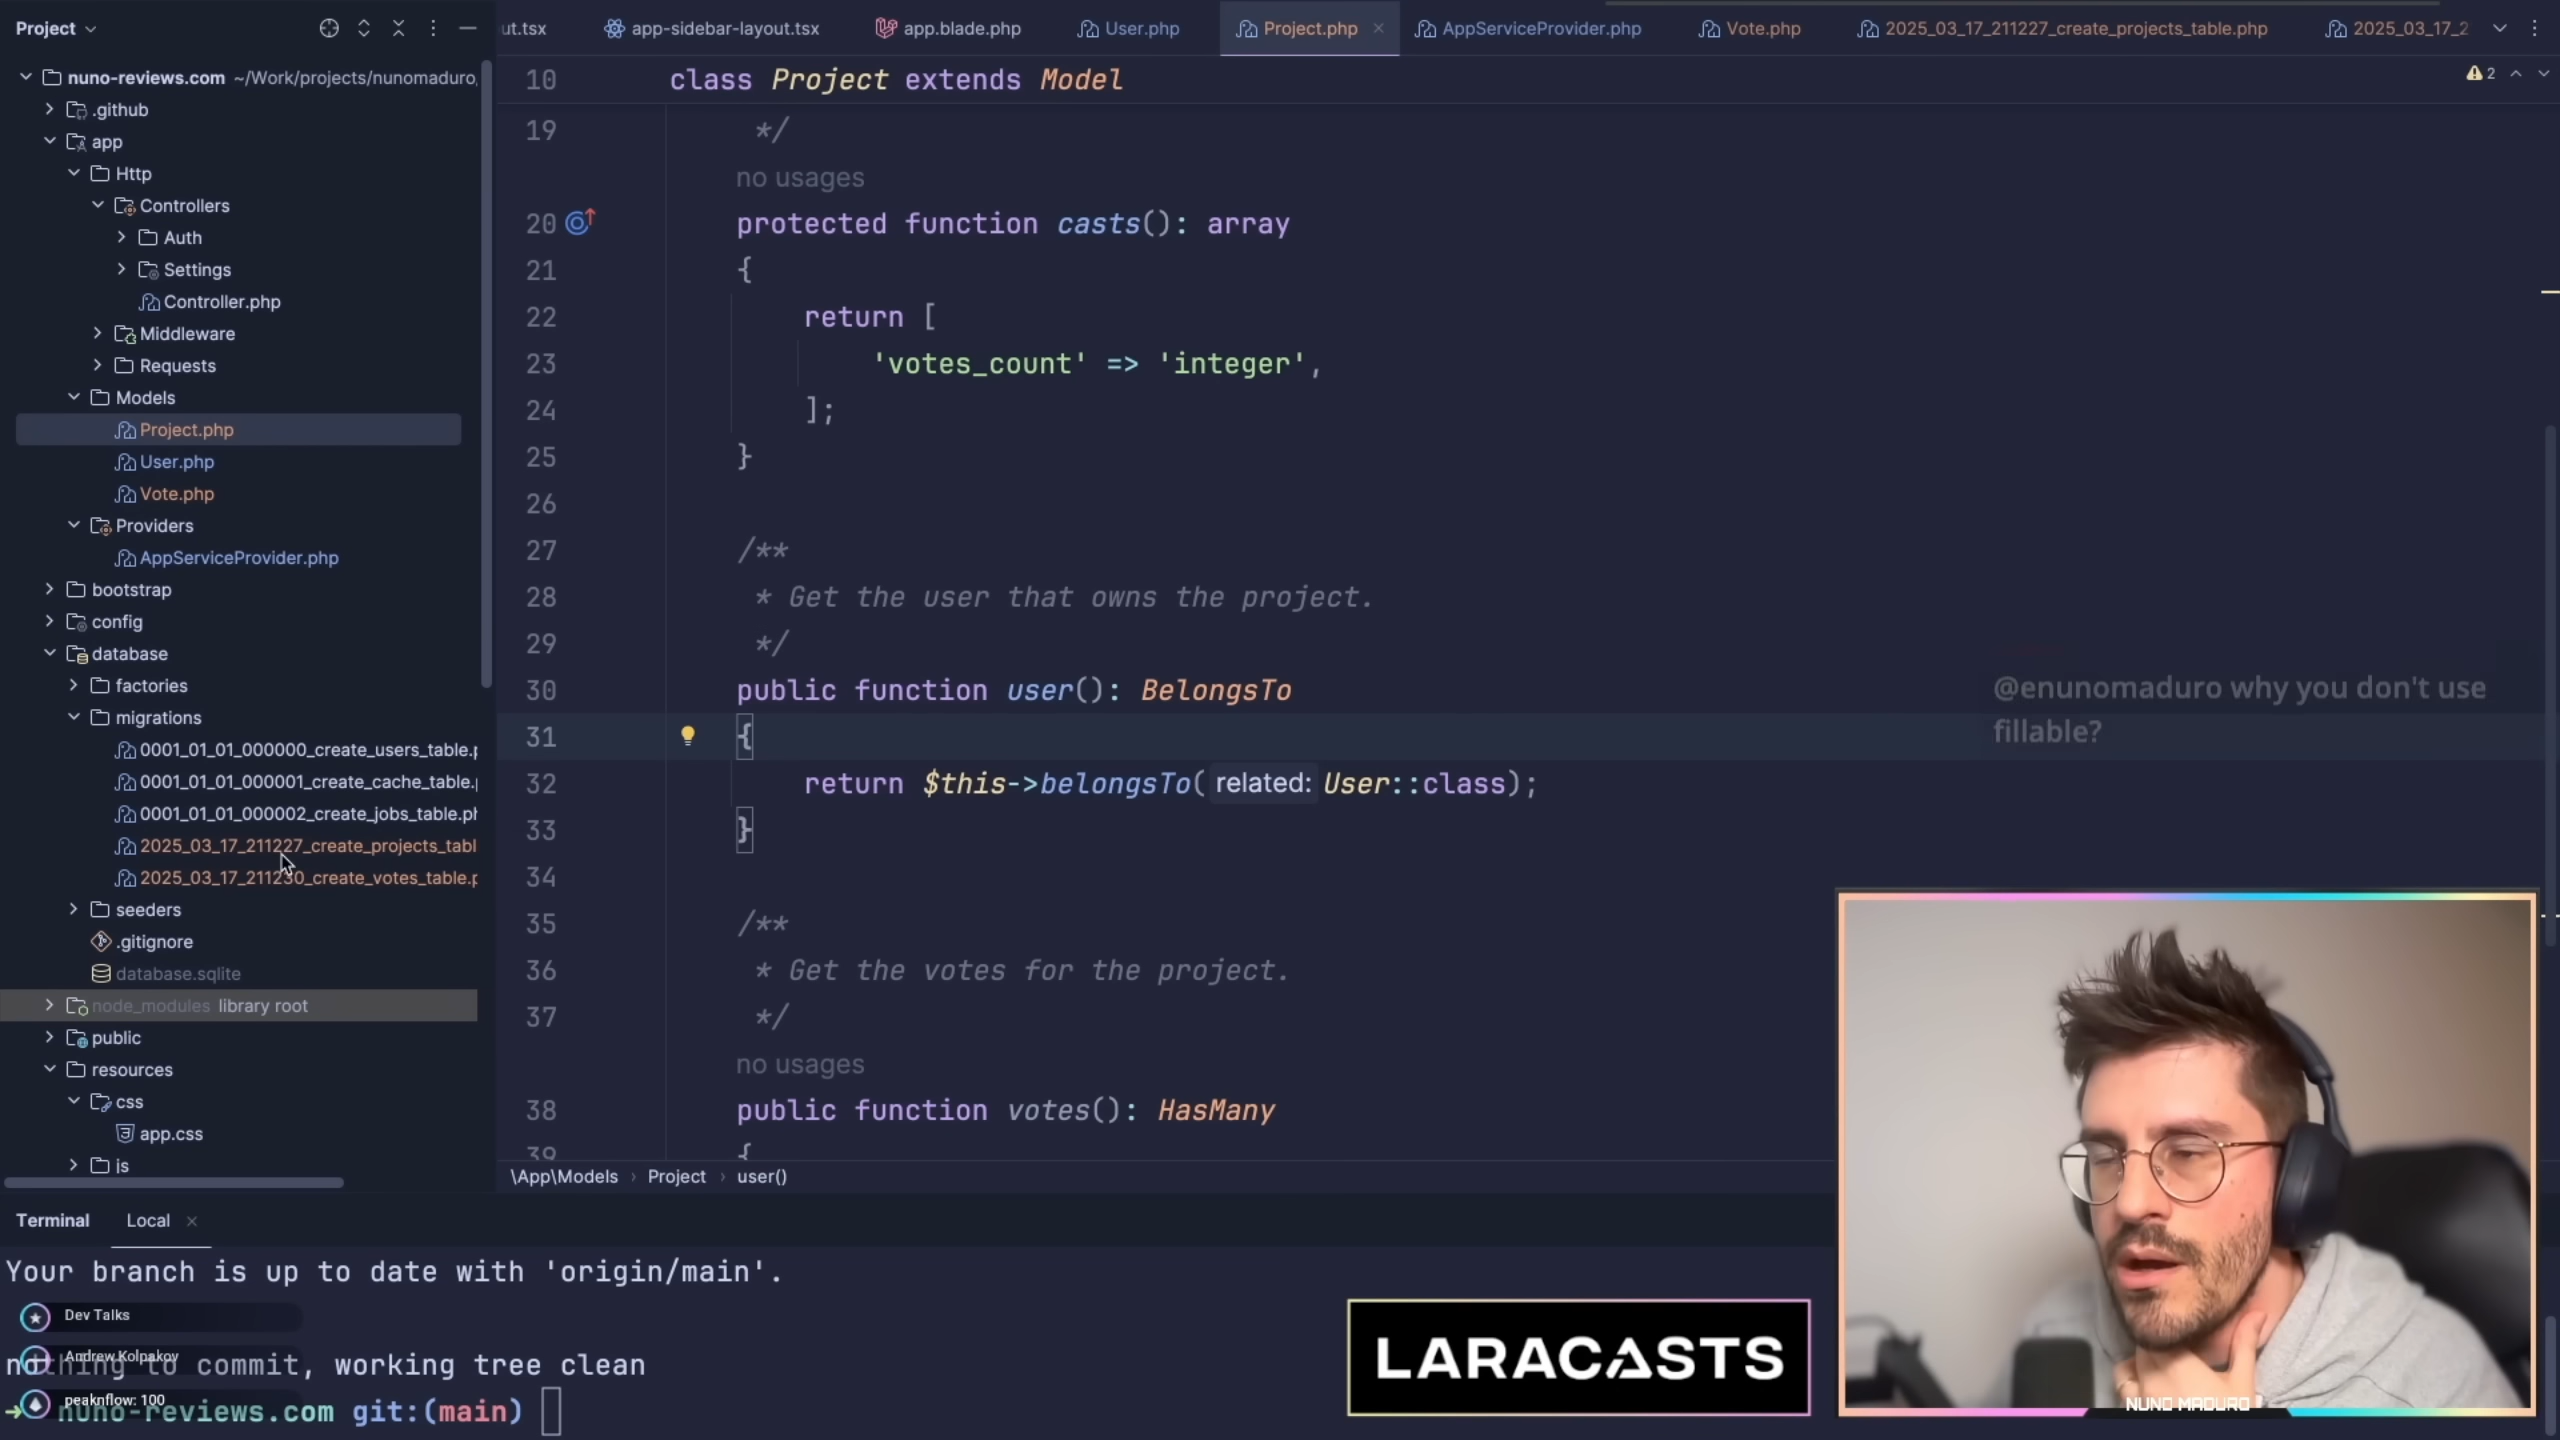 Project
ut.tsx
app-sidebar-layout.tsx
app.blade.php
User.php
Project.php
AppServiceProvider.php
Vote.php
2025_03_17_211227_create_projects_table.php
2025_03_17_2
nuno-reviews.com ~/Work/projects/nunomaduro,
.github
app
Http
Controllers
Auth
Settings
Controller.php
Middleware
Requests
Models
Project.php
User.php
Vote.php
Providers
AppServiceProvider.php
bootstrap
config
database
factories
migrations
0001_01_01_000000_create_users_table.p
0001_01_01_000001_create_cache_table.p
0001_01_01_000002_create_jobs_table.ph
2025_03_17_211227_create_projects_tabl
2025_03_17_211230_create_votes_table.p
seeders
.gitignore
database.sqlite
node_modules library root
public
resources
css
app.css
js
10 class Project extends Model
2
19 */
no usages
20 protected function casts(): array
21 {
22 return [
23 'votes_count' => 'integer',
24 ];
25 }
26
27 /**
28 * Get the user that owns the project.
29 */
30 public function user(): BelongsTo
31 {
32 return $this->belongsTo( related: User::class);
33 }
34
35 /**
36 * Get the votes for the project.
37 */
no usages
38 public function votes(): HasMany
39 {
@enunomaduro why you don't use
fillable?
\App\Models › Project › user()
Terminal Local
Your branch is up to date with 'origin/main'.
Dev Talks
Andrew Kolpakov
nothing to commit, working tree clean
peaknflow: 100
nuno-reviews.com git:(main)
LARACASTS
NUNO MADURO